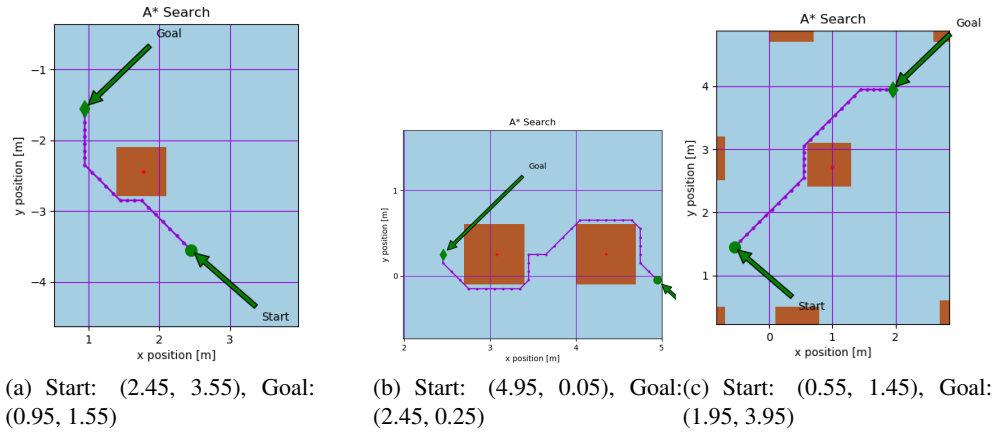 A* Search
Goal
−1
−2
−3
−4
y position [m]
Start
1 2 3
x position [m]
(a) Start: (2.45, 3.55), Goal:
(0.95, 1.55)
A* Search
Goal
1
0
y position [m]
2 3 4 5
x position [m]
(b) Start: (4.95, 0.05), Goal:
(2.45, 0.25)
A* Search
Goal
4
3
2
1
y position [m]
Start
0 1 2
x position [m]
(c) Start: (0.55, 1.45), Goal:
(1.95, 3.95)